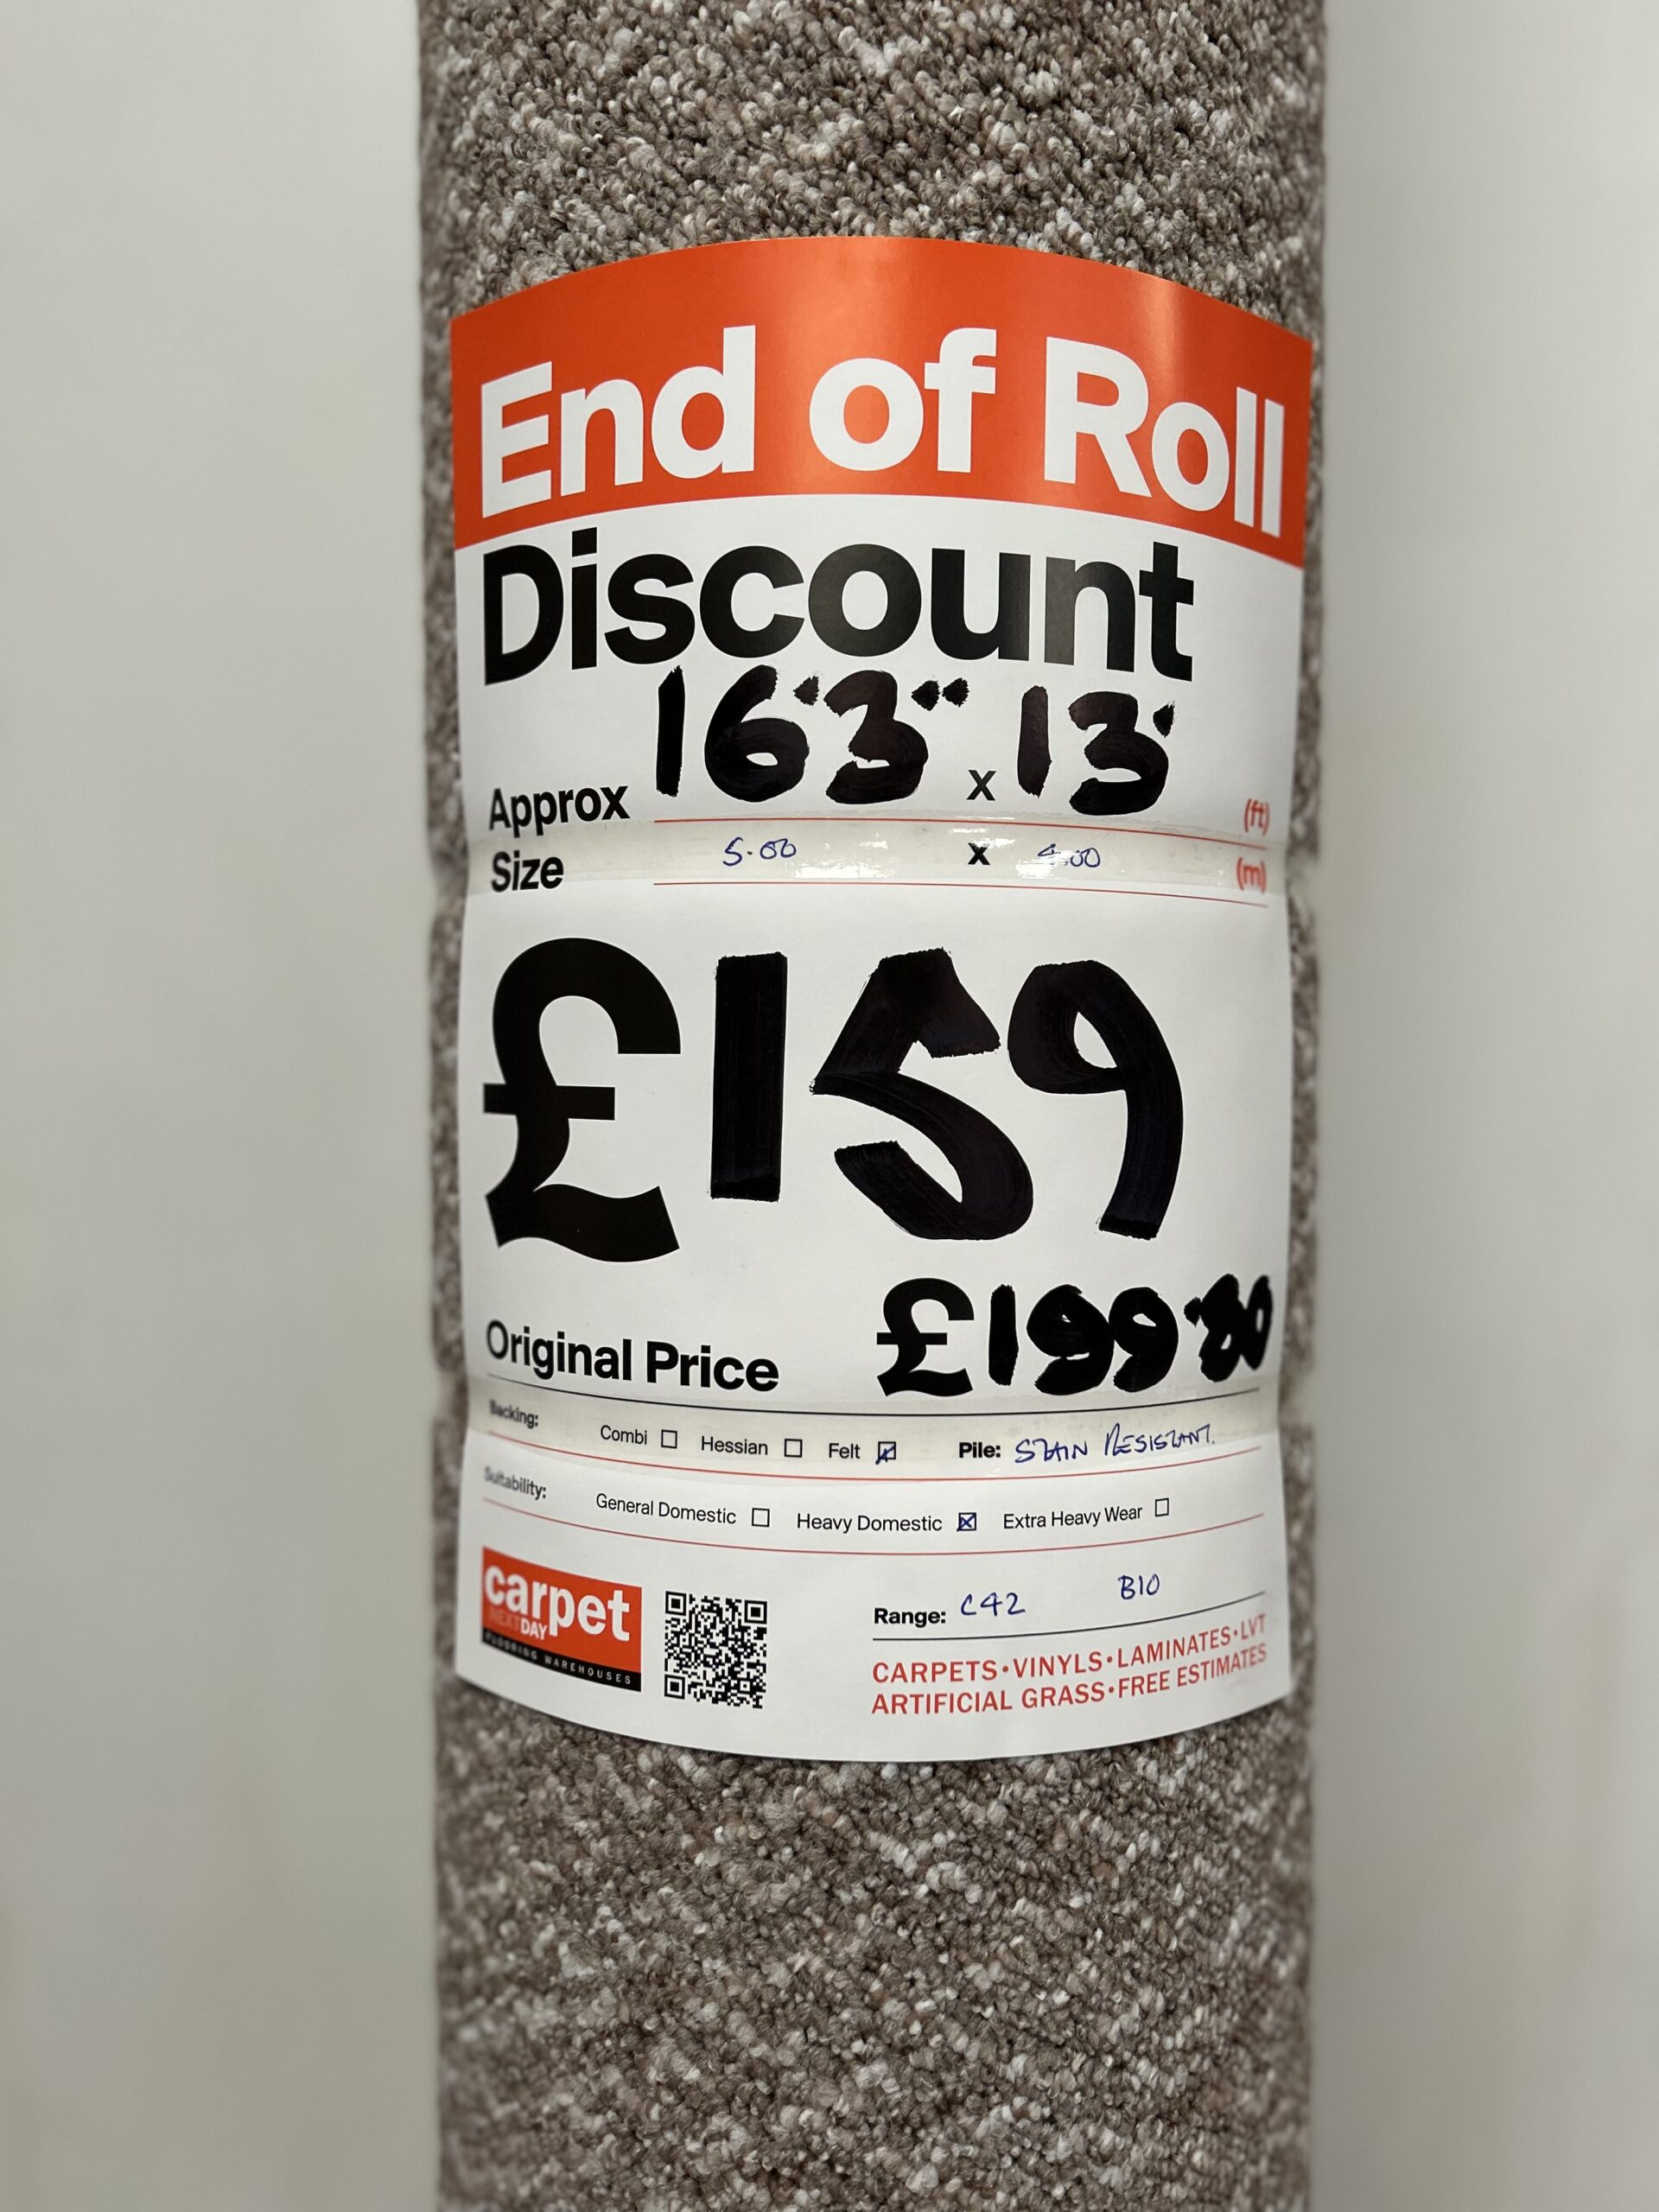 End of Roll
Discount
Approx 16'3" x 13' (ft)
Size 5.00 x 4.00 (m)
£159
Original Price £199.80
Backing: Combi Hessian Felt Pile: STAIN RESISTANT.
Suitability: General Domestic Heavy Domestic Extra Heavy Wear
carpet
NEXTDAY
FLOORING WAREHOUSES
Range: C42 B10
CARPETS•VINYLS•LAMINATES•LVT
ARTIFICIAL GRASS•FREE ESTIMATES